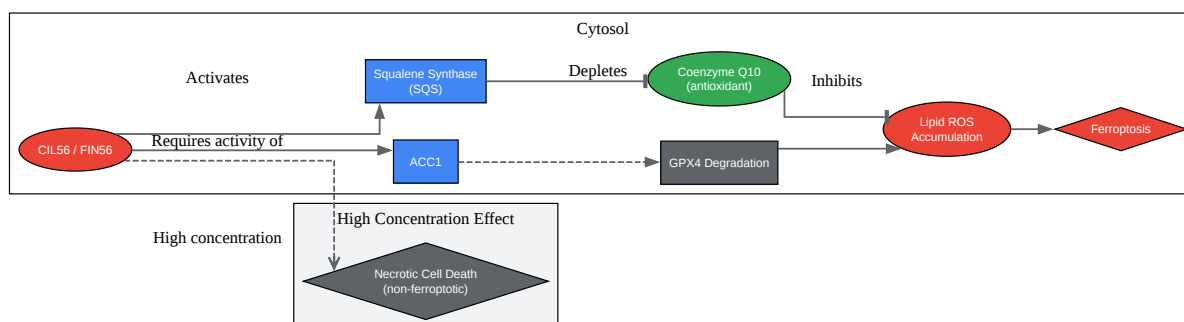 Cytosol
Activates
Squalene Synthase
(SQS)
Depletes
Coenzyme Q10
(antioxidant)
Inhibits
Lipid ROS
Accumulation
Ferroptosis
CIL56 / FIN56
Requires activity of
ACC1
GPX4 Degradation
High Concentration Effect
High concentration
Necrotic Cell Death
(non-ferroptotic)